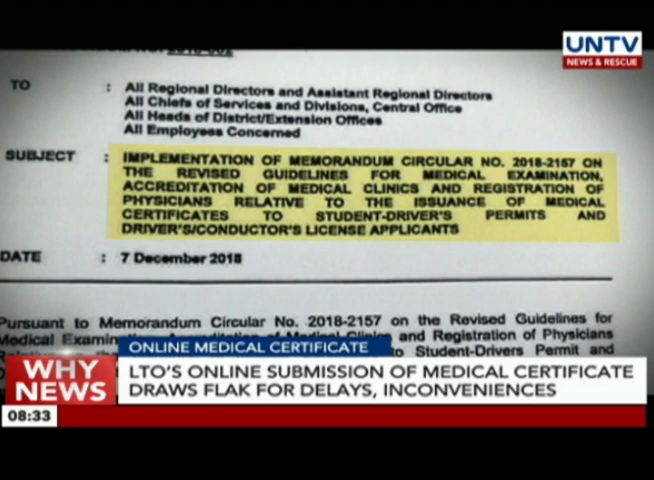 UNTV
NEWS & RESCUE
2018-002
TO : All Regional Directors and Assistant Regional Directors
All Chiefs of Services and Divisions, Central Office
All Heads of District/Extension Offices
All Employees Concerned
SUBJECT : IMPLEMENTATION OF MEMORANDUM CIRCULAR NO. 2018-2157 ON
THE REVISED GUIDELINES FOR MEDICAL EXAMINATION,
ACCREDITATION OF MEDICAL CLINICS AND REGISTRATION OF
PHYSICIANS RELATIVE TO THE ISSUANCE OF MEDICAL
CERTIFICATES TO STUDENT-DRIVER'S PERMITS AND
DRIVER'S/CONDUCTOR'S LICENSE APPLICANTS
DATE : 7 December 2018
Pursuant to Memorandum Circular No. 2018-2157 on the Revised Guidelines for
Medical and Registration of Physicians
to Student-Drivers Permit and
ONLINE MEDICAL CERTIFICATE
WHY
NEWS
LTO'S ONLINE SUBMISSION OF MEDICAL CERTIFICATE
DRAWS FLAK FOR DELAYS, INCONVENIENCES
08:33